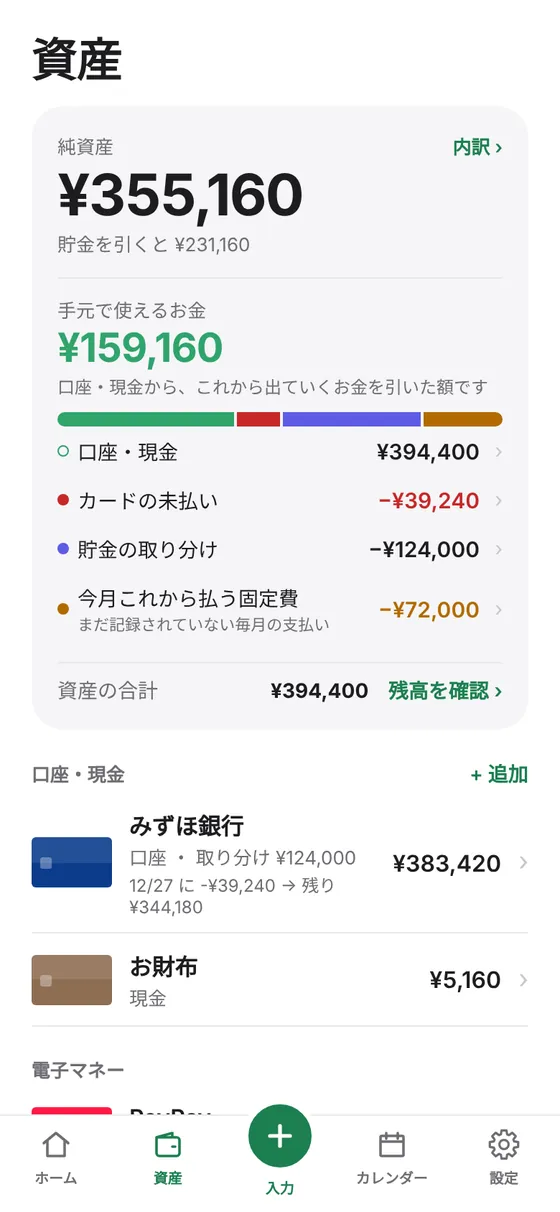 資産
純資産
内訳 ›
¥355,160
貯金を引くと ¥231,160
手元で使えるお金
¥159,160
口座・現金から、これから出ていくお金を引いた額です
口座・現金 ¥394,400 ›
カードの未払い −¥39,240 ›
貯金の取り分け −¥124,000 ›
今月これから払う固定費 −¥72,000 ›
まだ記録されていない毎月の支払い
資産の合計 ¥394,400 残高を確認 ›
口座・現金 + 追加
みずほ銀行
口座 ・ 取り分け ¥124,000 ¥383,420 ›
12/27 に -¥39,240 → 残り
¥344,180
お財布
現金 ¥5,160 ›
電子マネー
PayPay
ホーム 資産 入力 カレンダー 設定